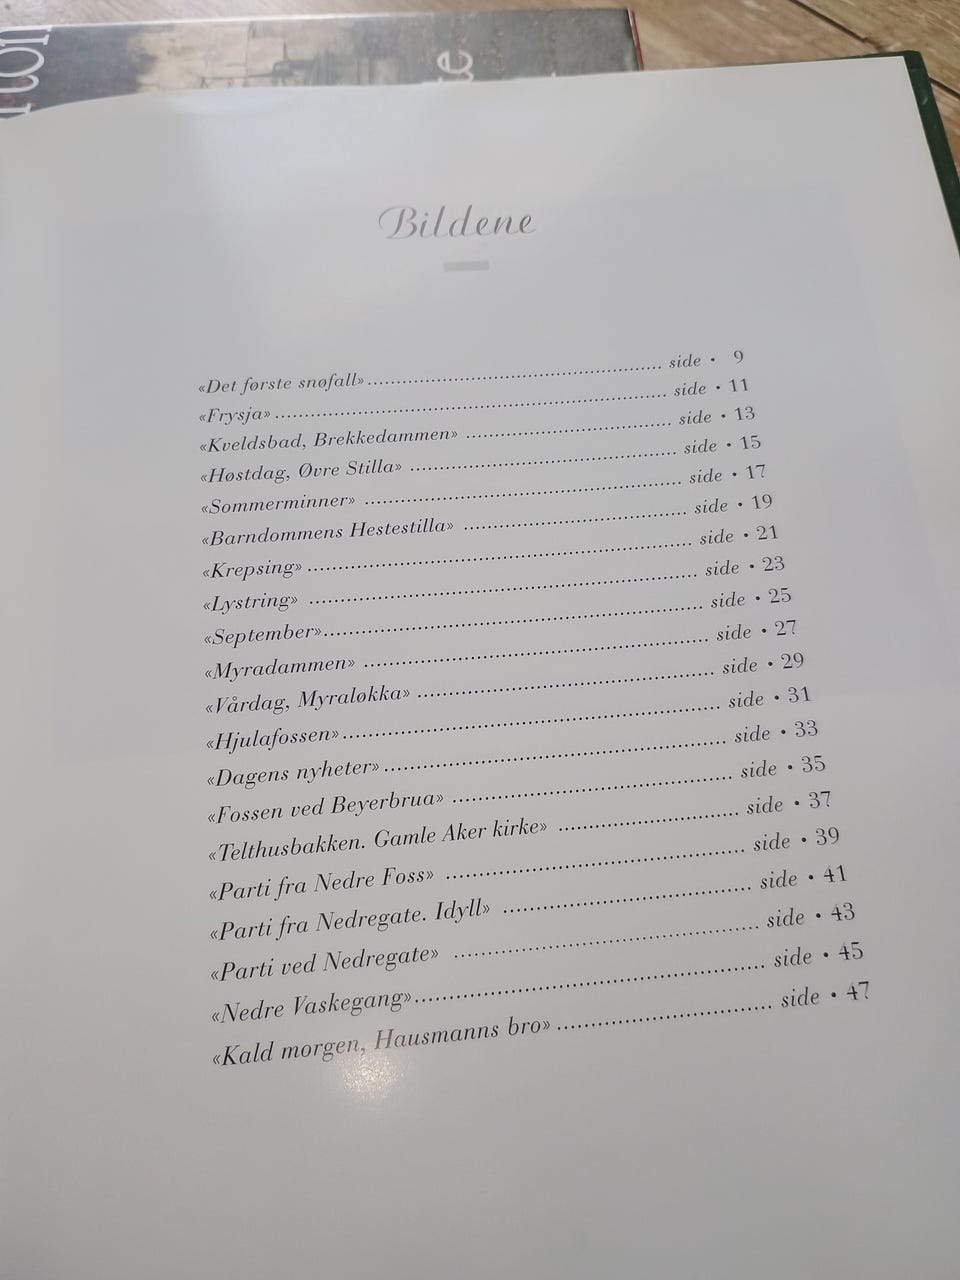 Bildene
«Det første snøfall» ........ side • 9
«Frysja» ........ side • 11
«Kveldsbad, Brekkedammen» ........ side • 13
«Høstdag, Øvre Stilla» ........ side • 15
«Sommerminner» ........ side • 17
«Barndommens Hestestilla» ........ side • 19
«Krepsing» ........ side • 21
«Lystring» ........ side • 23
«September» ........ side • 25
«Myradammen» ........ side • 27
«Vårdag, Myraløkka» ........ side • 29
«Hjulafossen» ........ side • 31
«Dagens nyheter» ........ side • 33
«Fossen ved Beyerbrua» ........ side • 35
«Telthusbakken. Gamle Aker kirke» ........ side • 37
«Parti fra Nedre Foss» ........ side • 39
«Parti fra Nedregate. Idyll» ........ side • 41
«Parti ved Nedregate» ........ side • 43
«Nedre Vaskegang» ........ side • 45
«Kald morgen, Hausmanns bro» ........ side • 47